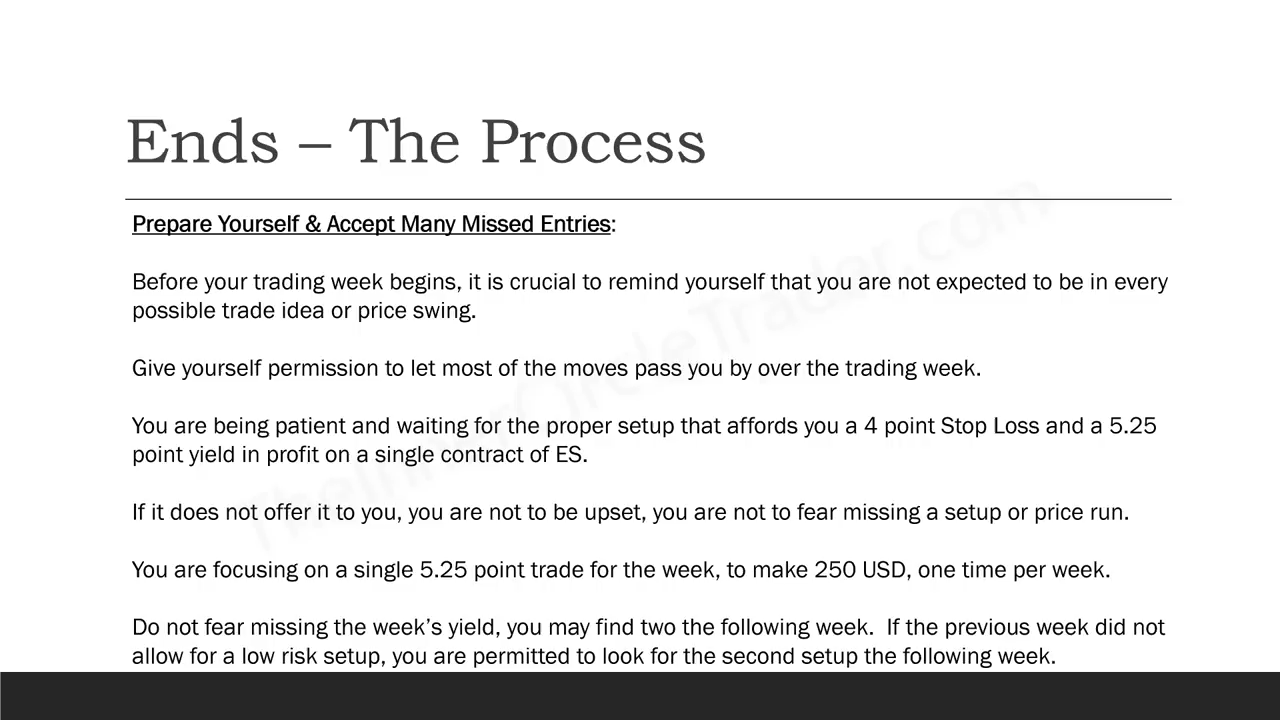 Ends – The Process
Prepare Yourself & Accept Many Missed Entries:
Before your trading week begins, it is crucial to remind yourself that you are not expected to be in every
possible trade idea or price swing.
Give yourself permission to let most of the moves pass you by over the trading week.
You are being patient and waiting for the proper setup that affords you a 4 point Stop Loss and a 5.25
point yield in profit on a single contract of ES.
If it does not offer it to you, you are not to be upset, you are not to fear missing a setup or price run.
You are focusing on a single 5.25 point trade for the week, to make 250 USD, one time per week.
Do not fear missing the week’s yield, you may find two the following week.  If the previous week did not
allow for a low risk setup, you are permitted to look for the second setup the following week.
TheInnerCircleTrader.com